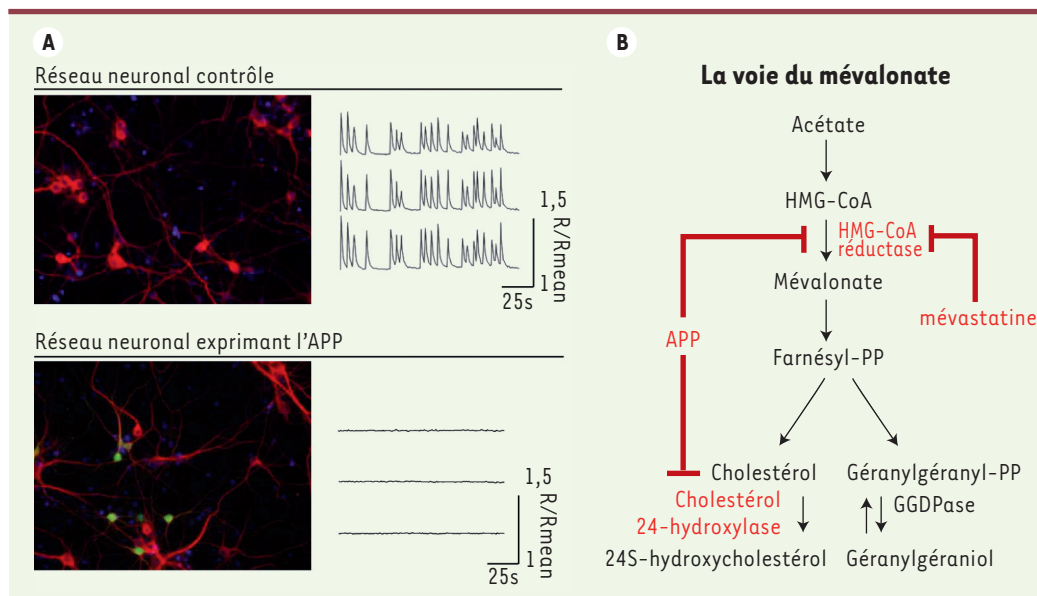 A
Réseau neuronal contrôle
1,5
R/Rmean
1
25s
Réseau neuronal exprimant l'APP
1,5
R/Rmean
1
25s
B
La voie du mévalonate
Acétate
HMG-CoA
HMG-CoA
réductase
Mévalonate
mévastatine
APP
Farnésyl-PP
Cholestérol
Géranylgéranyl-PP
Cholestérol
24-hydroxylase
GGDPase
24S-hydroxycholestérol
Géranylgéraniol